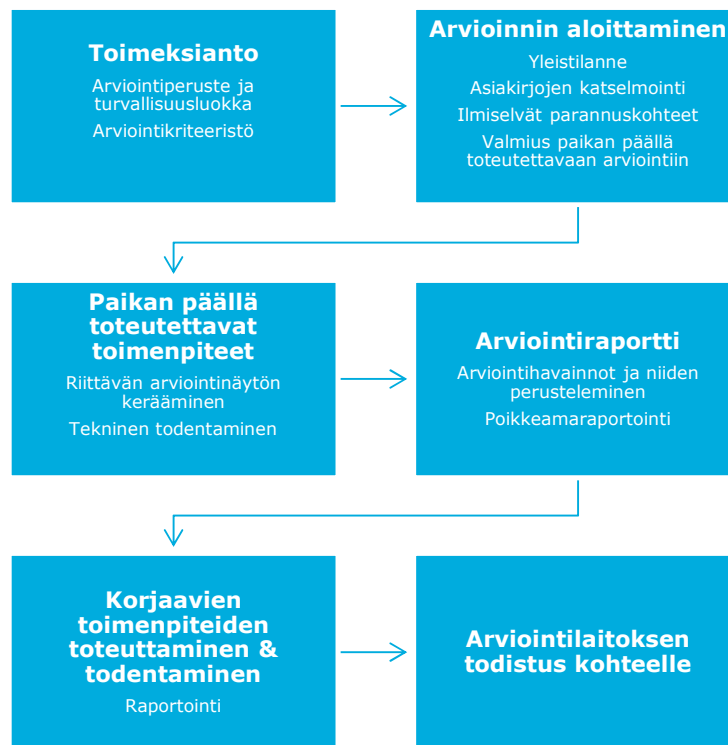 Toimeksianto
Arviointiperuste ja
turvallisuusluokka
Arviointikriteeristö
Arvioinnin aloittaminen
Yleistilanne
Asiakirjojen katselmointi
Ilmiselvät parannuskohteet
Valmius paikan päällä
toteutettavaan arviointiin
Paikan päällä
toteutettavat
toimenpiteet
Riittävän arviointinäytön
kerääminen
Tekninen todentaminen
Arviointiraportti
Arviointihavainnot ja niiden
perusteleminen
Poikkeamaraportointi
Korjaavien
toimenpiteiden
toteuttaminen &
todentaminen
Raportointi
Arviointilaitoksen
todistus kohteelle